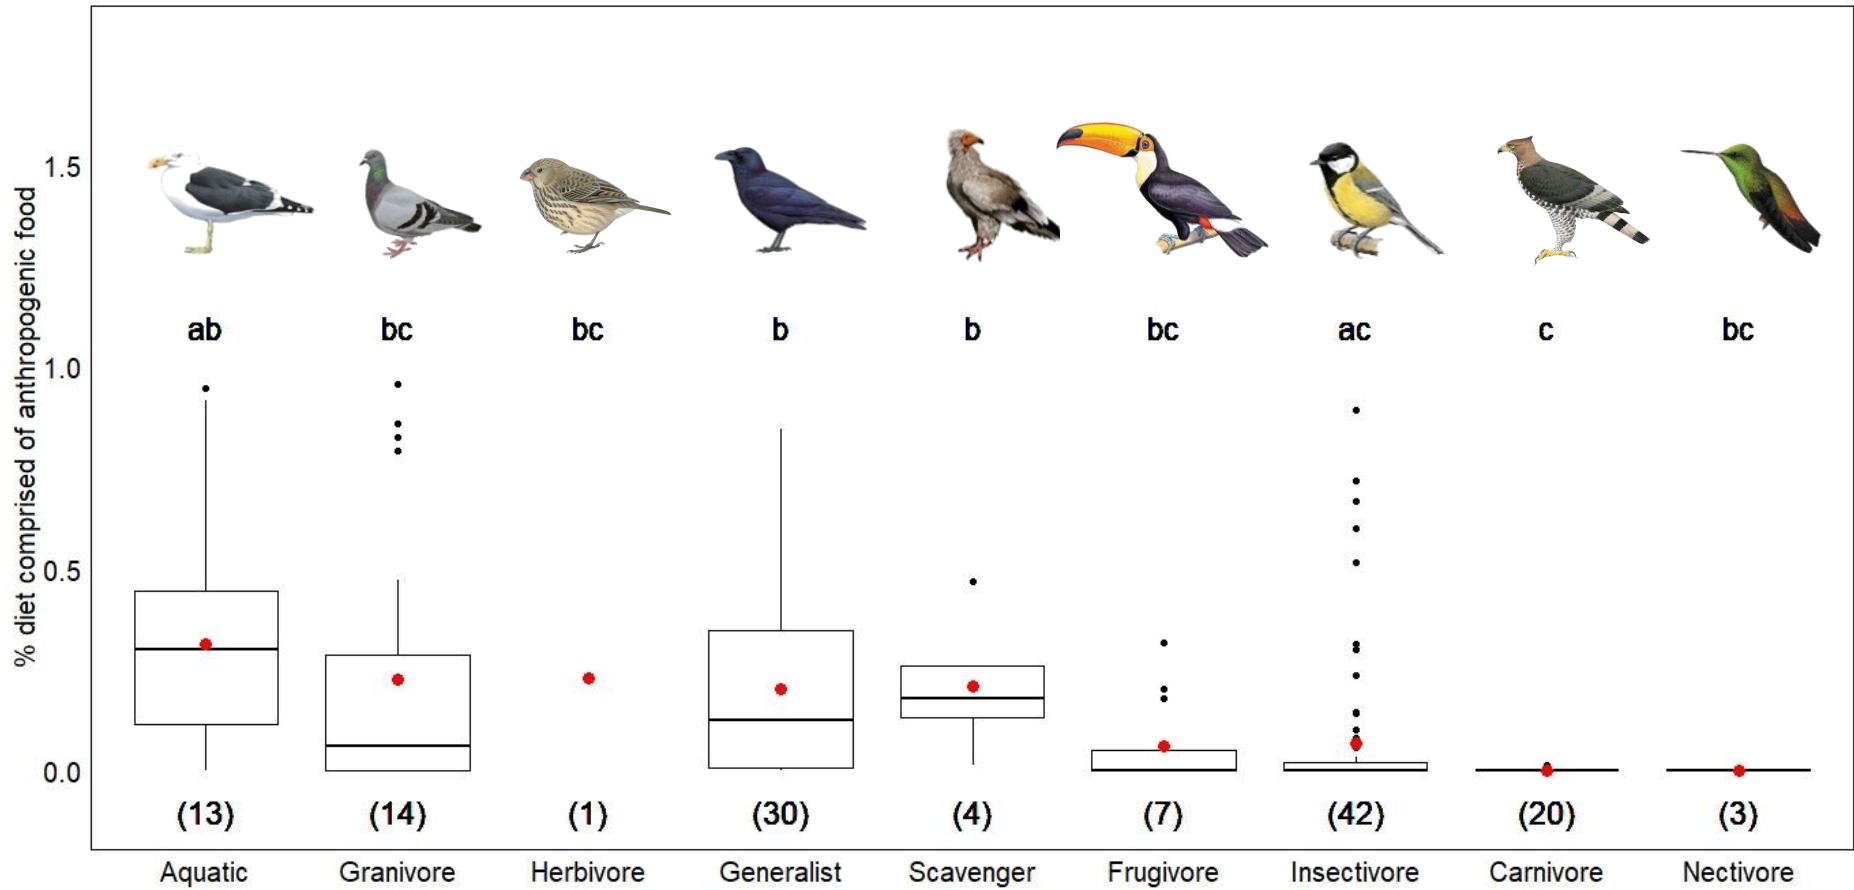 % diet comprised of anthropogenic food
1.5
1.0
0.5
0.0
ab bc bc b b bc ac c bc
(13) (14) (1) (30) (4) (7) (42) (20) (3)
Aquatic Granivore Herbivore Generalist Scavenger Frugivore Insectivore Carnivore Nectivore